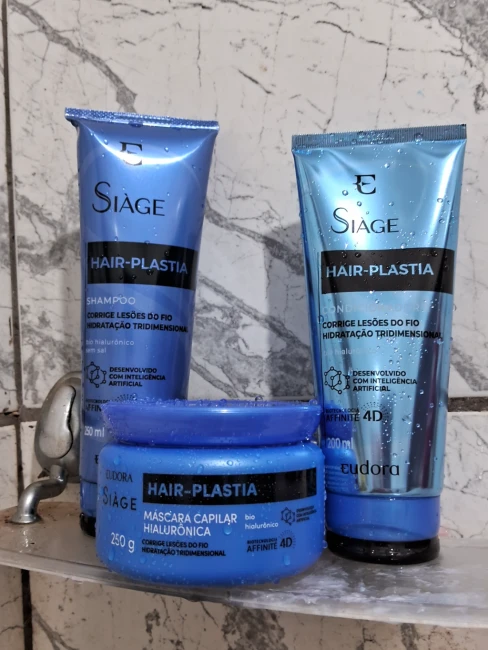 E
SIÀGE
HAIR-PLASTIA
SHAMPOO
CORRIGE LESÕES DO FIO
HIDRATAÇÃO TRIDIMENSIONAL
bio hialurônico
sem sal
DESENVOLVIDO
COM INTELIGÊNCIA
ARTIFICIAL
AFFINITE
250 ml
E
SIÀGE
HAIR-PLASTIA
CORRIGE LESÕES DO FIO
HIDRATAÇÃO TRIDIMENSIONAL
DESENVOLVIDO
COM INTELIGÊNCIA
ARTIFICIAL
AFFINITE 4D
200 ml
eudora
EUDORA
SIÀGE
HAIR-PLASTIA
MÁSCARA CAPILAR
HIALURÔNICA
bio
hialurônico
250 g
CORRIGE LESÕES DO FIO
HIDRATAÇÃO TRIDIMENSIONAL
AFFINITE 4D